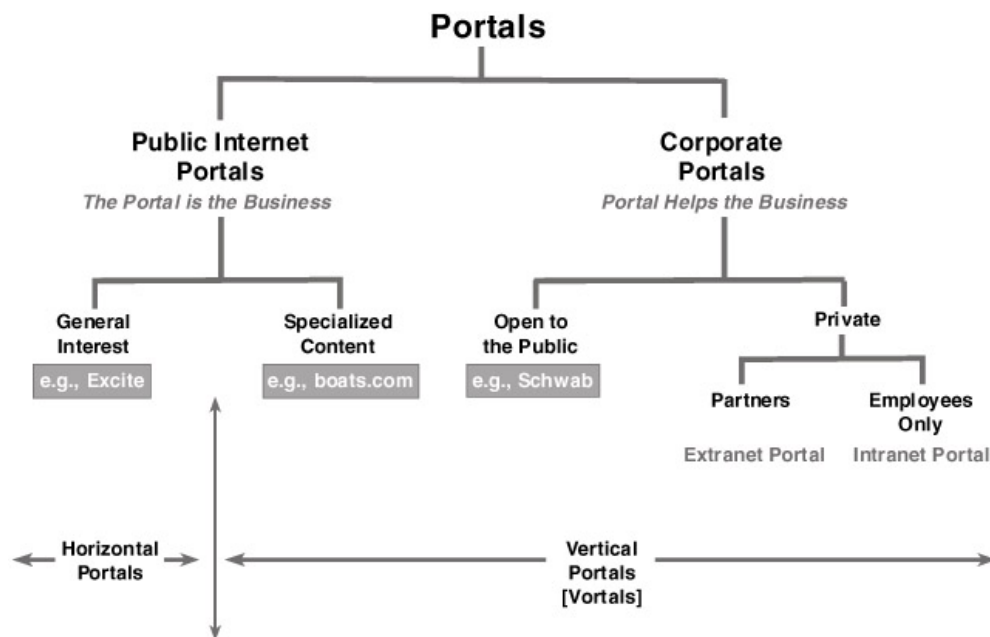 Portals
Public Internet
Portals
The Portal is the Business
Corporate
Portals
Portal Helps the Business
General
Interest
e.g., Excite
Specialized
Content
e.g., boats.com
Open to
the Public
e.g., Schwab
Private
Partners
Extranet Portal
Employees
Only
Intranet Portal
Horizontal
Portals
Vertical
Portals
[Vortals]